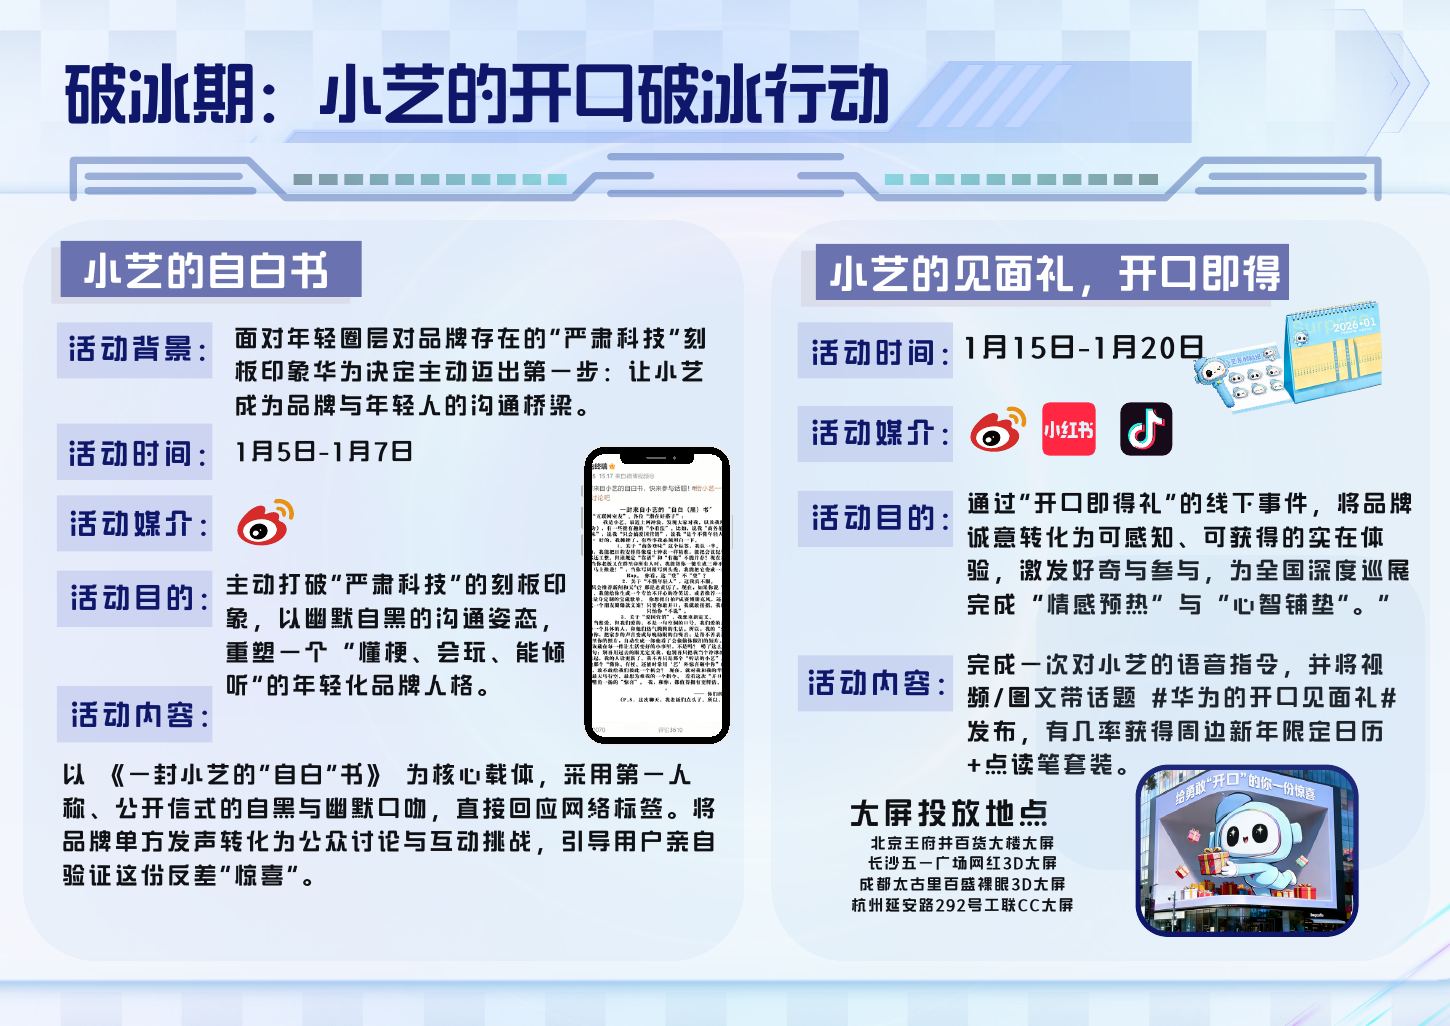 破冰期：小艺的开口破冰行动
小艺的自白书
活动背景：
面对年轻圈层对品牌存在的"严肃科技"刻
板印象华为决定主动迈出第一步：让小艺
成为品牌与年轻人的沟通桥梁。
活动时间：
1月5日-1月7日
活动媒介：
活动目的：
主动打破"严肃科技"的刻板印
象，以幽默自黑的沟通姿态，
重塑一个 "懂梗、会玩、能倾
听"的年轻化品牌人格。
活动内容：
以 《一封小艺的"自白"书》 为核心载体，采用第一人
称、公开信式的自黑与幽默口吻，直接回应网络标签。将
品牌单方发声转化为公众讨论与互动挑战，引导用户亲自
验证这份反差"惊喜"。
一封来自小艺的"自白（黑）书"
小艺的见面礼，开口即得
活动时间：
1月15日-1月20日
2026·01
活动媒介：
小红书
活动目的：
通过"开口即得礼"的线下事件，将品牌
诚意转化为可感知、可获得的实在体
验，激发好奇与参与，为全国深度巡展
完成 "情感预热" 与 "心智铺垫"。"
活动内容：
完成一次对小艺的语音指令，并将视
频/图文带话题 #华为的开口见面礼#
发布，有几率获得周边新年限定日历
+点读笔套装。
大屏投放地点
北京王府井百货大楼大屏
长沙五一广场网红3D大屏
成都太古里百盛裸眼3D大屏
杭州延安路292号工联CC大屏
给勇敢"开口"的你一份惊喜